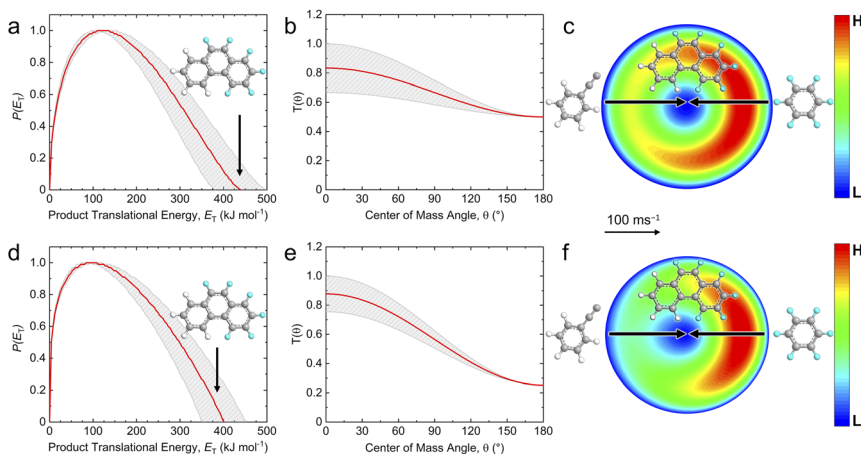 a
P(E_T)
1.0
0.8
0.6
0.4
0.2
0.0
0 100 200 300 400 500
Product Translational Energy, E_T (kJ mol⁻¹)
b
T(θ)
1.2
1.0
0.8
0.6
0.4
0.2
0.0
0 30 60 90 120 150 180
Center of Mass Angle, θ (°)
c
H
L
100 ms⁻¹
d
P(E_T)
1.0
0.8
0.6
0.4
0.2
0.0
0 100 200 300 400 500
Product Translational Energy, E_T (kJ mol⁻¹)
e
T(θ)
1.2
1.0
0.8
0.6
0.4
0.2
0.0
0 30 60 90 120 150 180
Center of Mass Angle, θ (°)
f
H
L